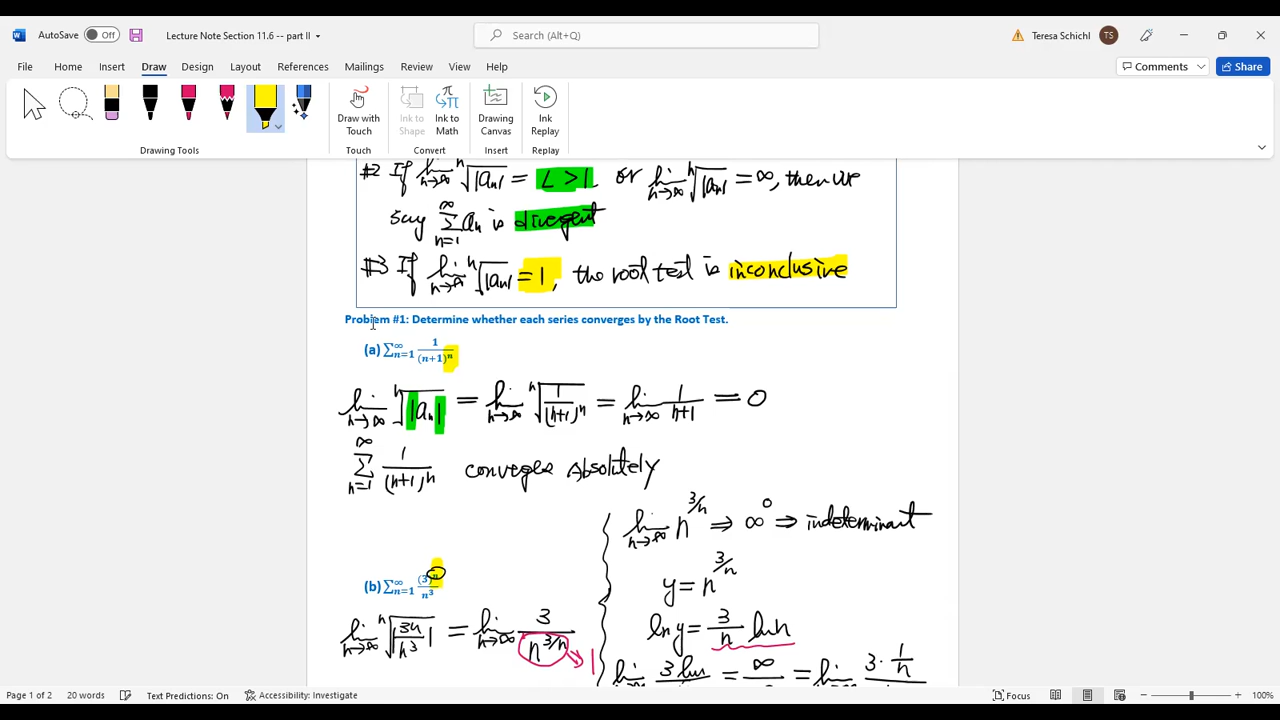 AutoSave Off Lecture Note Section 11.6 -- part II Search (Alt+Q) Teresa Schichl TS
File Home Insert Draw Design Layout References Mailings Review View Help Comments Share
Draw with Touch Ink to Shape Ink to Math Drawing Canvas Ink Replay
Drawing Tools Touch Convert Insert Replay
#2 If lim n→∞ ⁿ√|aₙ| = L > 1, or lim n→∞ ⁿ√|aₙ| = ∞, then we
say ∑ n=1 ∞ aₙ is divergent
#3 If lim n→∞ ⁿ√|aₙ| = 1, the root test is inconclusive
Problem #1: Determine whether each series converges by the Root Test.
(a) ∑∞n=1 1/(n+1)ⁿ
lim n→∞ ⁿ√|aₙ| = lim n→∞ ⁿ√(1/(n+1)ⁿ) = lim n→∞ 1/(n+1) = 0
∑ n=1 ∞ 1/(n+1)ⁿ converges absolutely
lim n→∞ n^(3/n) ⇒ ∞⁰ ⇒ indeterminant
y = n^(3/n)
ln y = 3/n ln n
(b) ∑∞n=1 (3)ⁿ/n³
lim n→∞ ⁿ√|3ⁿ/n³| = lim n→∞ 3/n^(3/n) → 1
Page 1 of 2 20 words Text Predictions: On Accessibility: Investigate Focus 100%